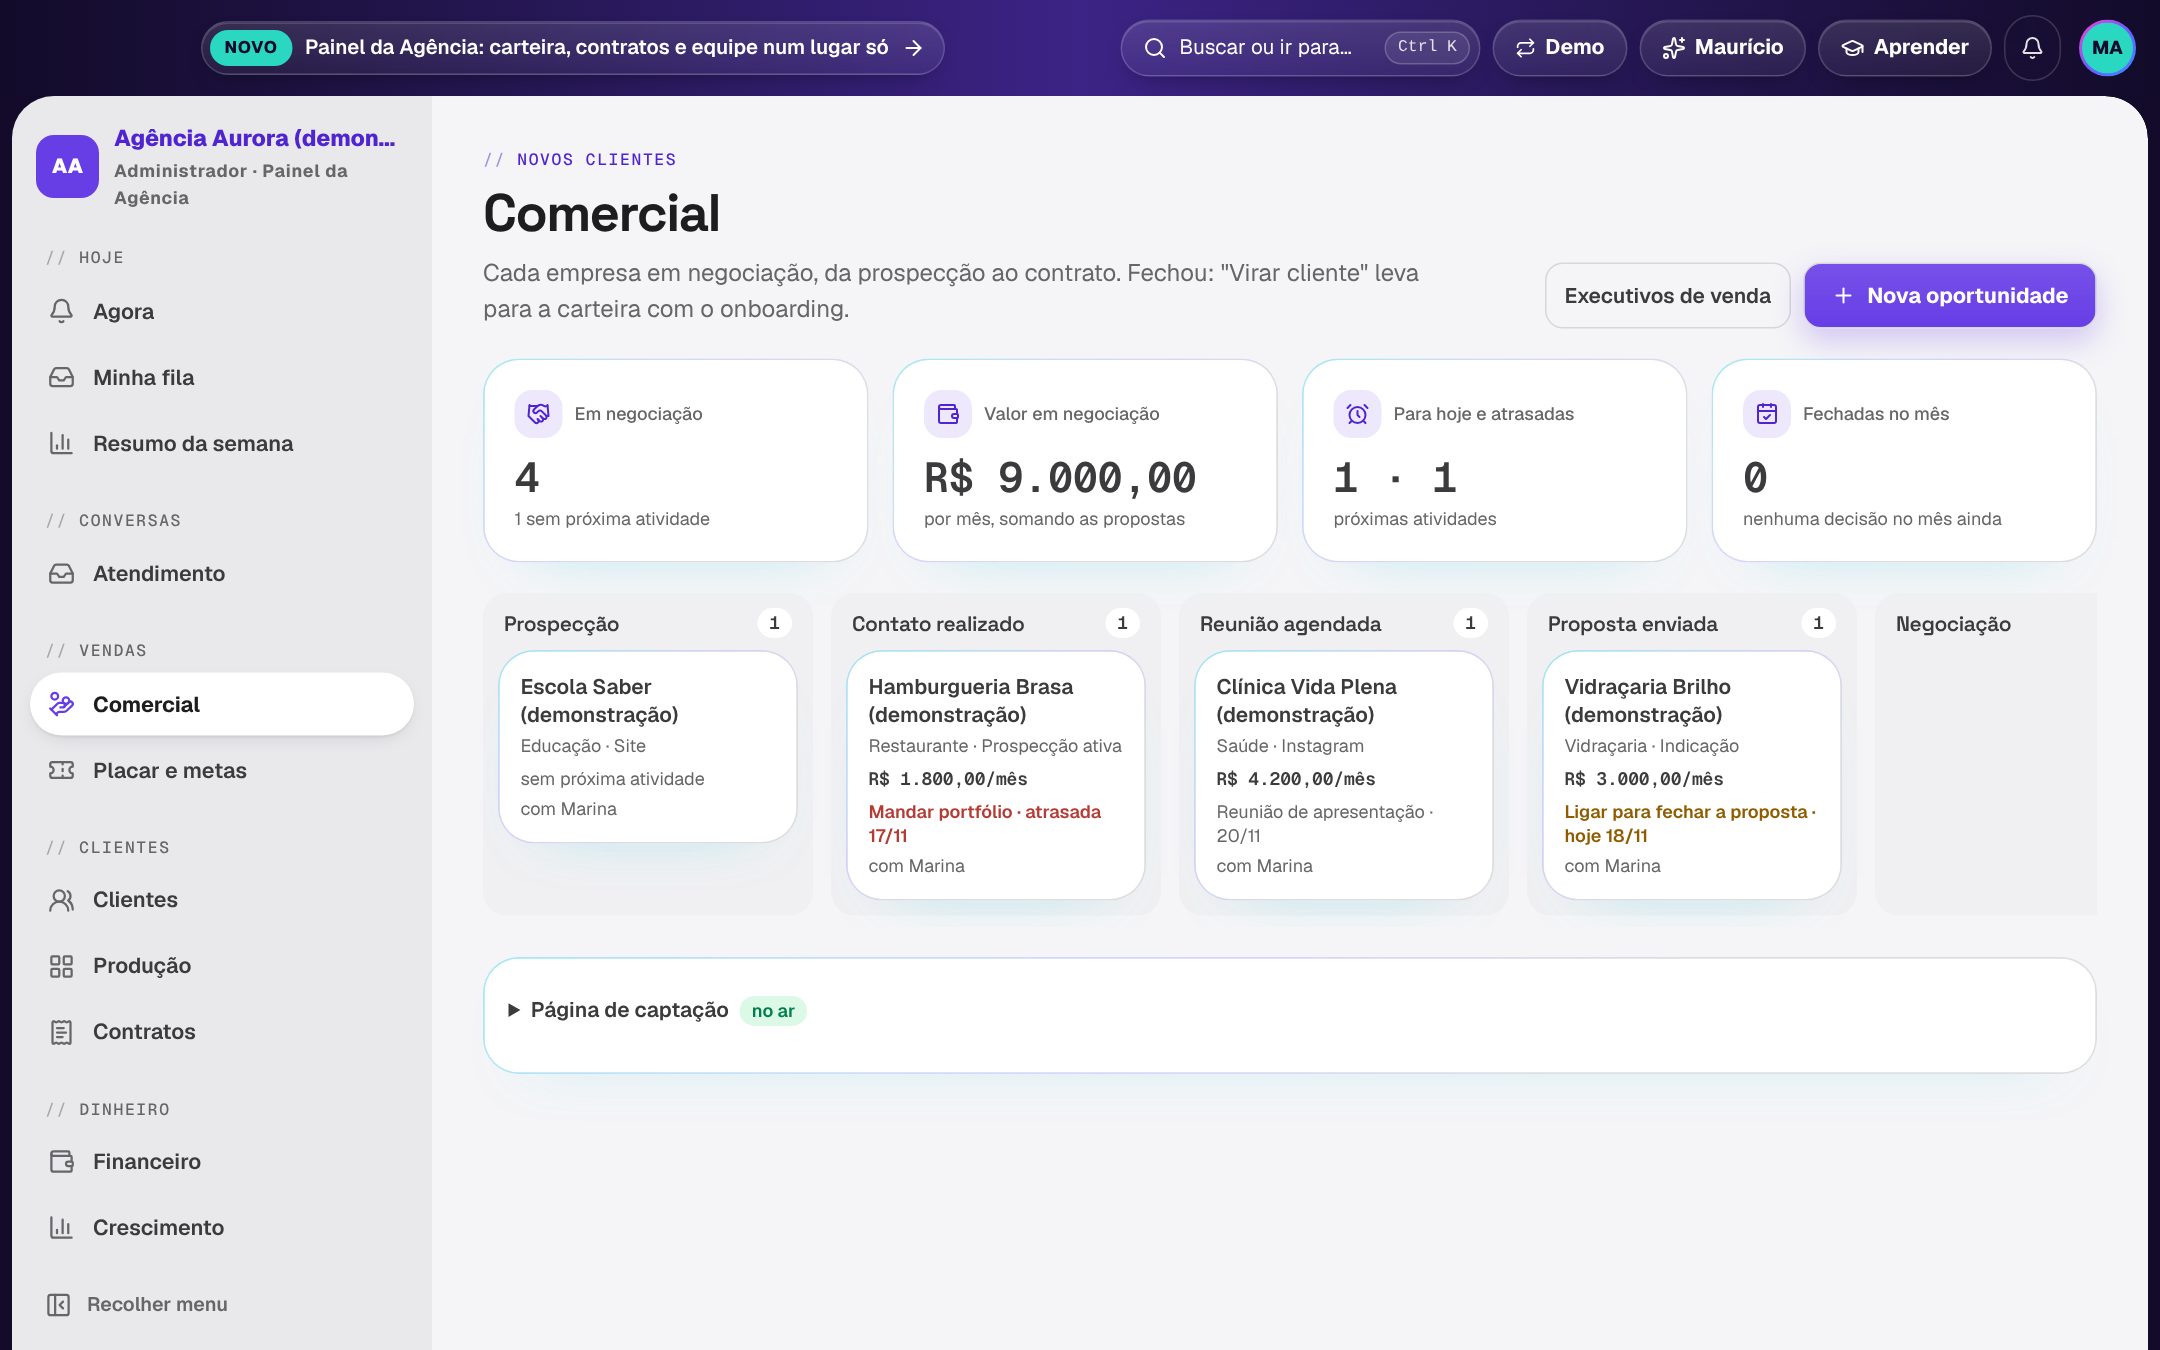 NOVO Painel da Agência: carteira, contratos e equipe num lugar só →
Buscar ou ir para... Ctrl K
Demo
Maurício
Aprender
MA
AA
Agência Aurora (demon...
Administrador · Painel da
Agência
// HOJE
Agora
Minha fila
Resumo da semana
// CONVERSAS
Atendimento
// VENDAS
Comercial
Placar e metas
// CLIENTES
Clientes
Produção
Contratos
// DINHEIRO
Financeiro
Crescimento
Recolher menu
// NOVOS CLIENTES
Comercial
Cada empresa em negociação, da prospecção ao contrato. Fechou: "Virar cliente" leva
para a carteira com o onboarding.
Executivos de venda
+ Nova oportunidade
Em negociação
4
1 sem próxima atividade
Valor em negociação
R$ 9.000,00
por mês, somando as propostas
Para hoje e atrasadas
1 · 1
próximas atividades
Fechadas no mês
0
nenhuma decisão no mês ainda
Prospecção 1
Escola Saber
(demonstração)
Educação · Site
sem próxima atividade
com Marina
Contato realizado 1
Hamburgueria Brasa
(demonstração)
Restaurante · Prospecção ativa
R$ 1.800,00/mês
Mandar portfólio · atrasada
17/11
com Marina
Reunião agendada 1
Clínica Vida Plena
(demonstração)
Saúde · Instagram
R$ 4.200,00/mês
Reunião de apresentação ·
20/11
com Marina
Proposta enviada 1
Vidraçaria Brilho
(demonstração)
Vidraçaria · Indicação
R$ 3.000,00/mês
Ligar para fechar a proposta ·
hoje 18/11
com Marina
Negociação
Página de captação no ar